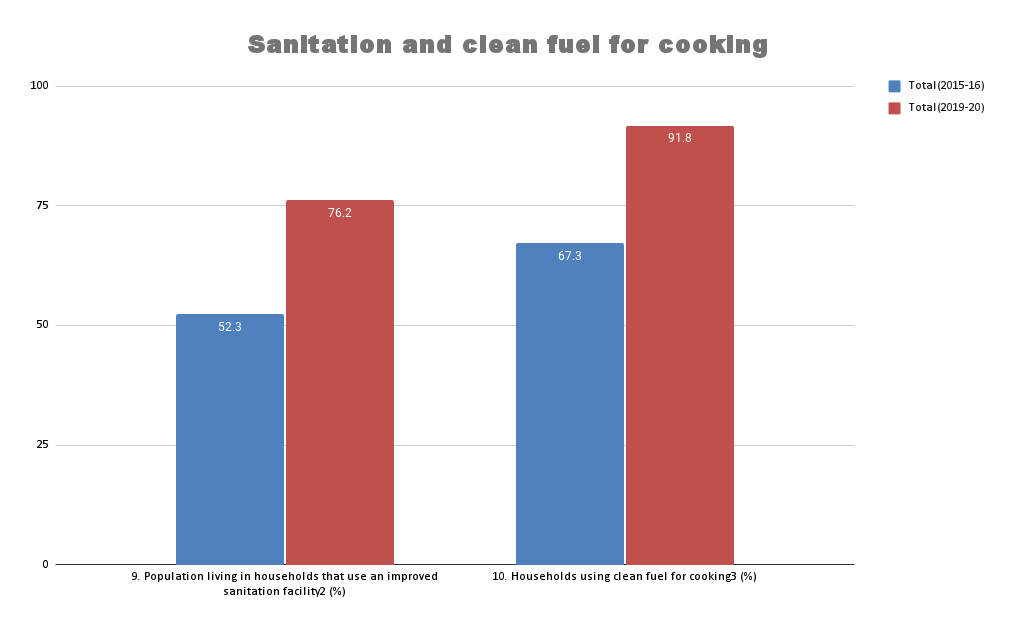 Sanitation and clean fuel for cooking
100
75
50
25
0
Total(2015-16)
Total(2019-20)
52.3
76.2
67.3
91.8
9. Population living in households that use an improved
sanitation facility2 (%)
10. Households using clean fuel for cooking3 (%)